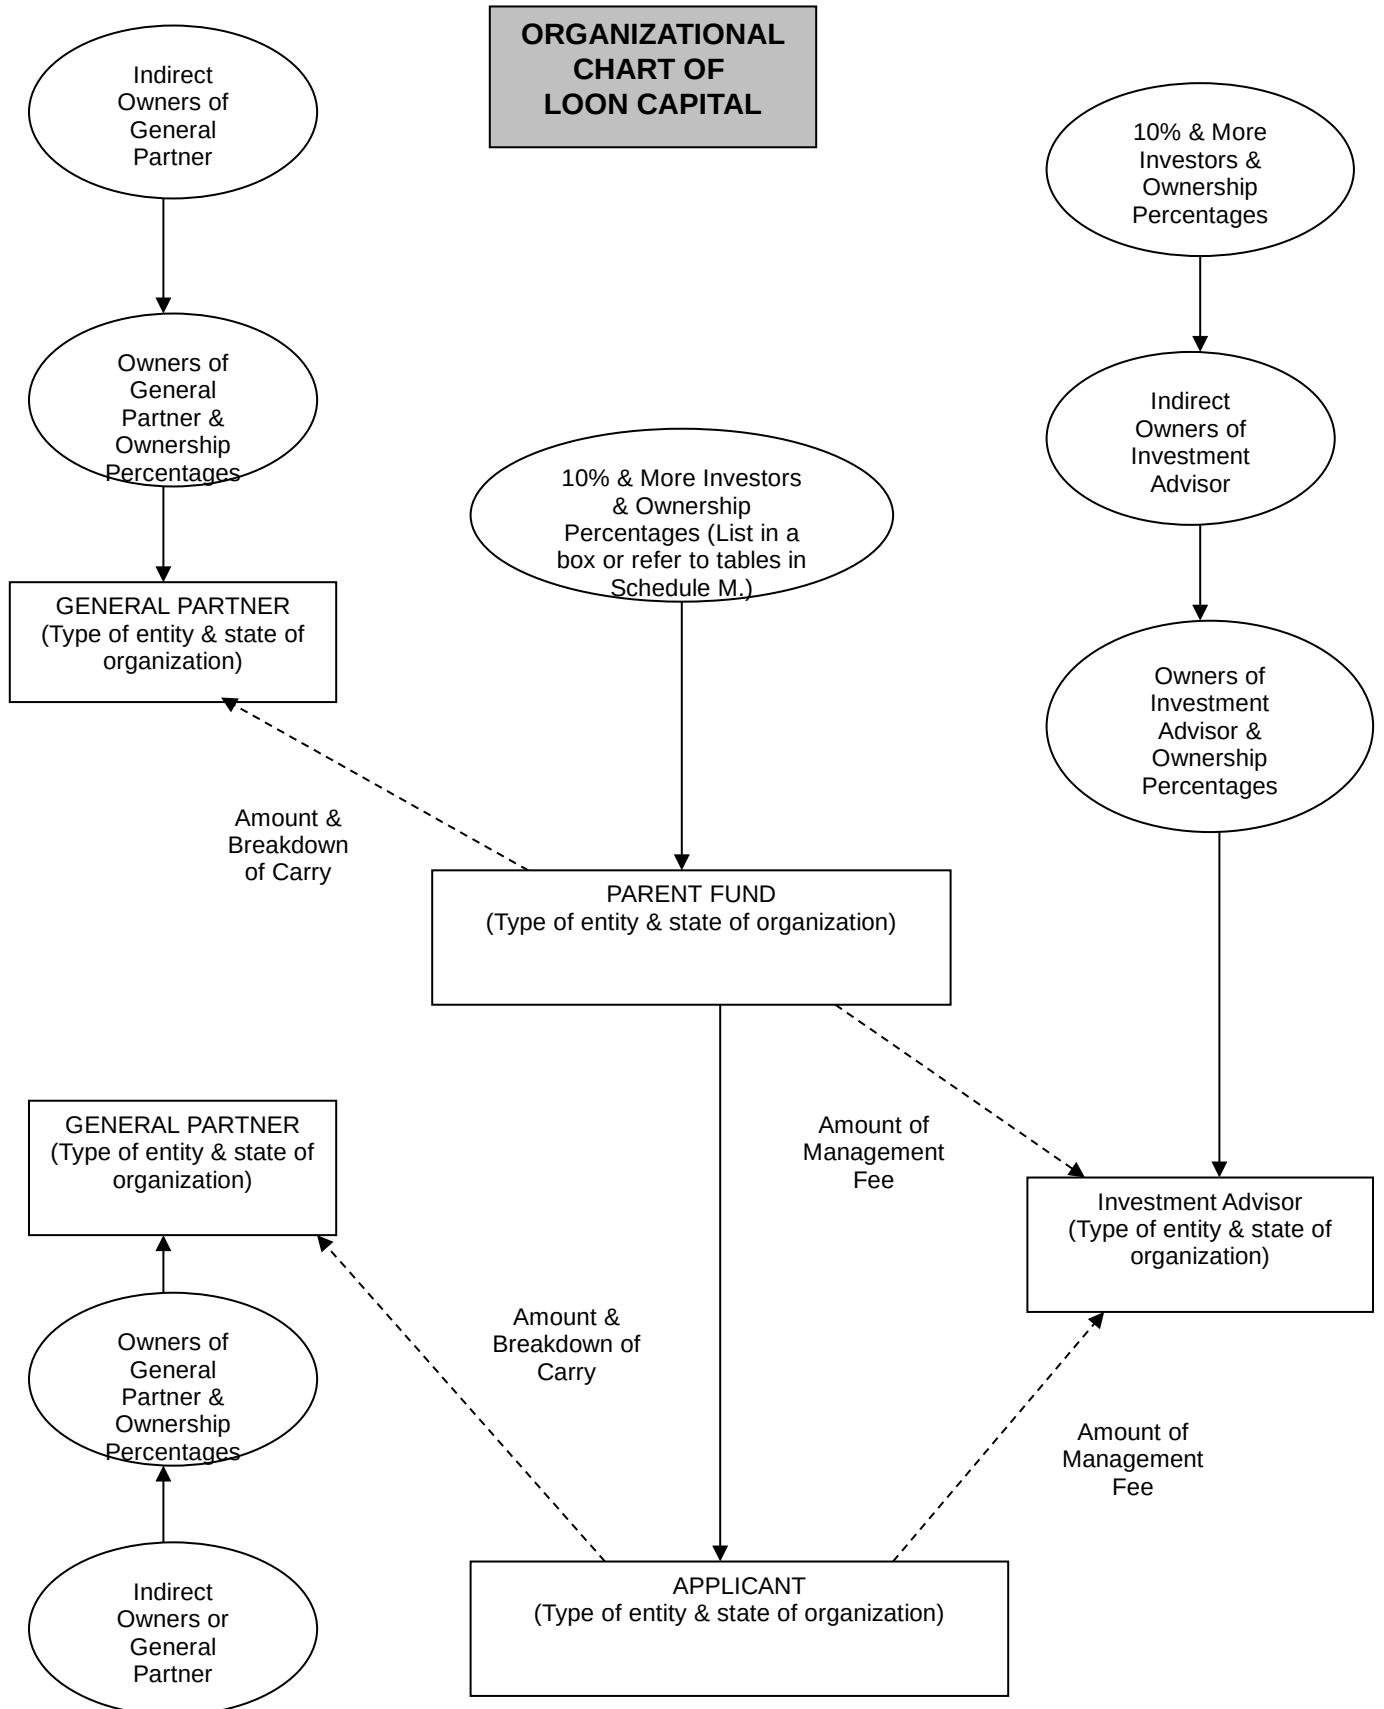 ORGANIZATIONAL
CHART OF
LOON CAPITAL
Indirect
Owners of
General
Partner
10% & More
Investors &
Ownership
Percentages
Owners of
General
Partner &
Ownership
Percentages
Indirect
Owners of
Investment
Advisor
10% & More Investors
& Ownership
Percentages (List in a
box or refer to tables in
Schedule M.)
GENERAL PARTNER
(Type of entity & state of
organization)
Owners of
Investment
Advisor &
Ownership
Percentages
Amount &
Breakdown
of Carry
PARENT FUND
(Type of entity & state of organization)
GENERAL PARTNER
(Type of entity & state of
organization)
Amount of
Management
Fee
Investment Advisor
(Type of entity & state of
organization)
Owners of
General
Partner &
Ownership
Percentages
Amount &
Breakdown of
Carry
Amount of
Management
Fee
Indirect
Owners or
General
Partner
APPLICANT
(Type of entity & state of organization)